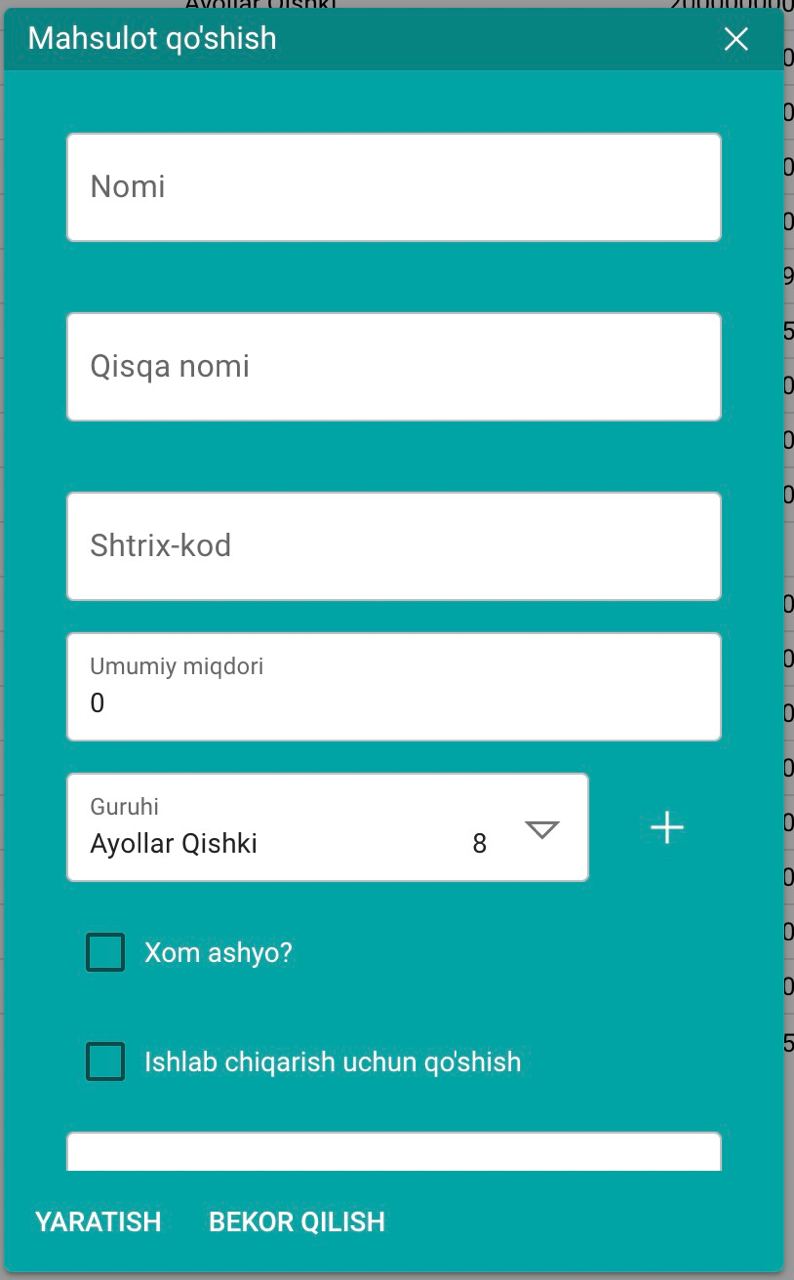 Mahsulot qo'shish
Nomi
Qisqa nomi
Shtrix-kod
Umumiy miqdori
0
Guruhi
Ayollar Qishki 8
Xom ashyo?
Ishlab chiqarish uchun qo'shish
YARATISH BEKOR QILISH